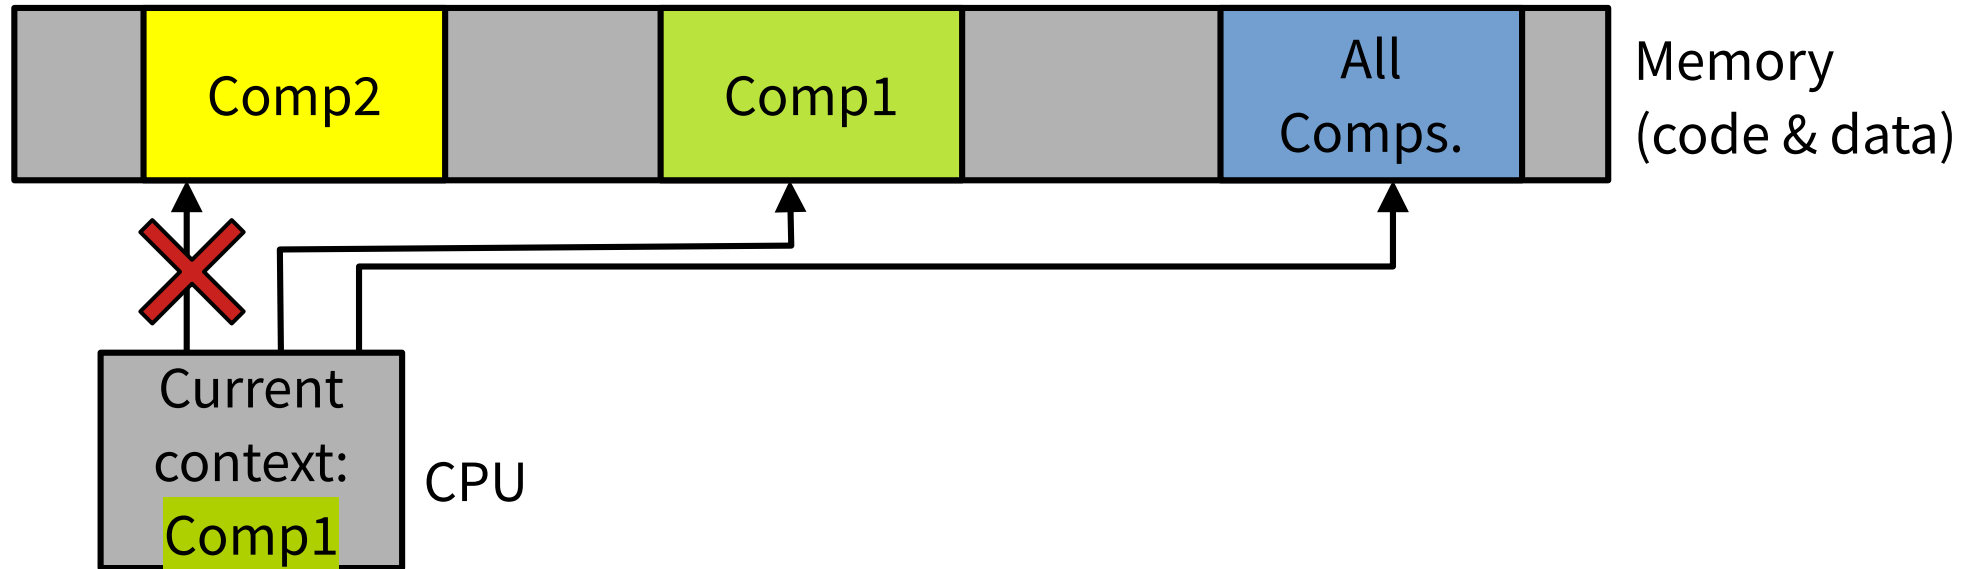 Comp2
Comp1
All
Comps.
Memory
(code & data)
Current
context:
Comp1
CPU